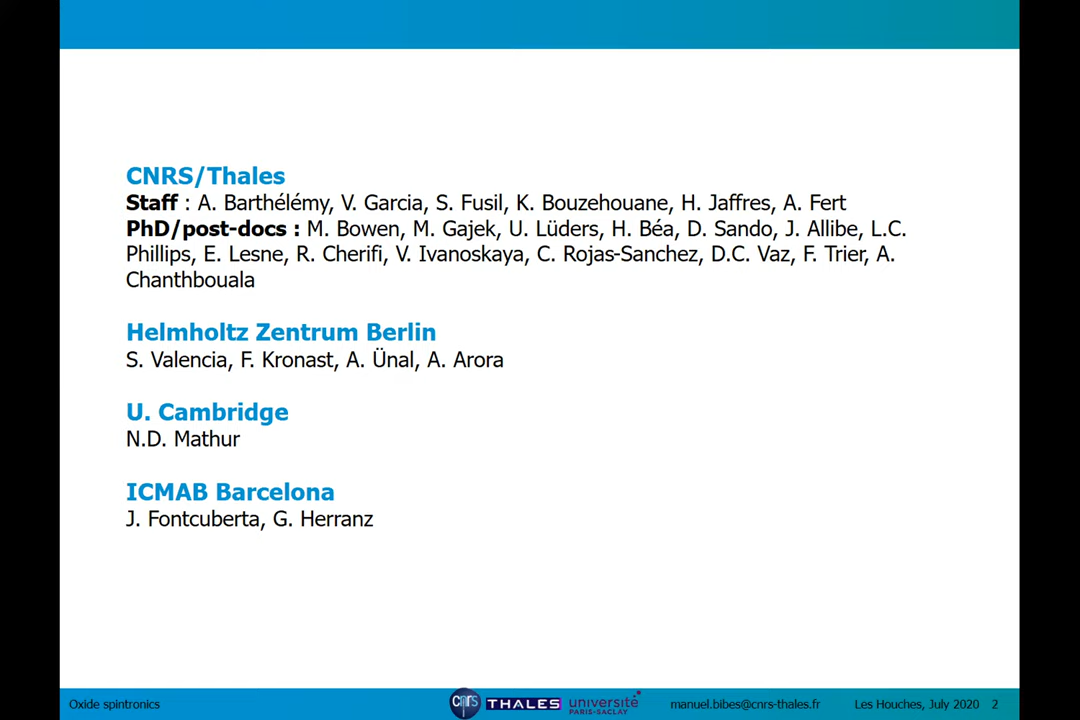 CNRS/Thales
Staff : A. Barthélémy, V. Garcia, S. Fusil, K. Bouzehouane, H. Jaffres, A. Fert
PhD/post-docs : M. Bowen, M. Gajek, U. Lüders, H. Béa, D. Sando, J. Allibe, L.C.
Phillips, E. Lesne, R. Cherifi, V. Ivanoskaya, C. Rojas-Sanchez, D.C. Vaz, F. Trier, A.
Chanthbouala
Helmholtz Zentrum Berlin
S. Valencia, F. Kronast, A. Ünal, A. Arora
U. Cambridge
N.D. Mathur
ICMAB Barcelona
J. Fontcuberta, G. Herranz
Oxide spintronics
cnrs
THALES
université
PARIS-SACLAY
manuel.bibes@cnrs-thales.fr
Les Houches, July 2020 2